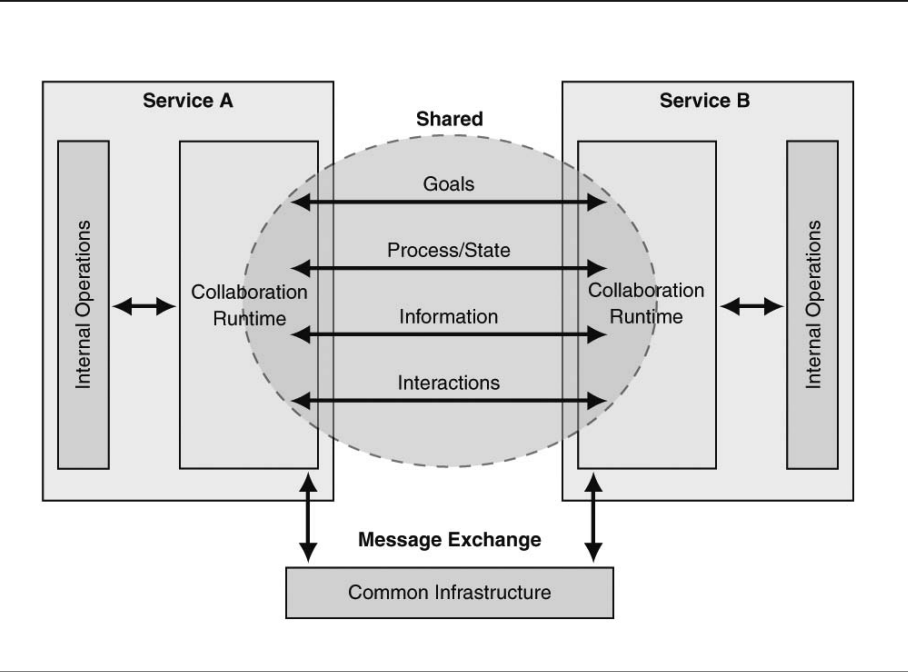 Service A
Service B
Shared
Goals
Process/State
Information
Interactions
Internal Operations
Collaboration
Runtime
Collaboration
Runtime
Internal Operations
Message Exchange
Common Infrastructure